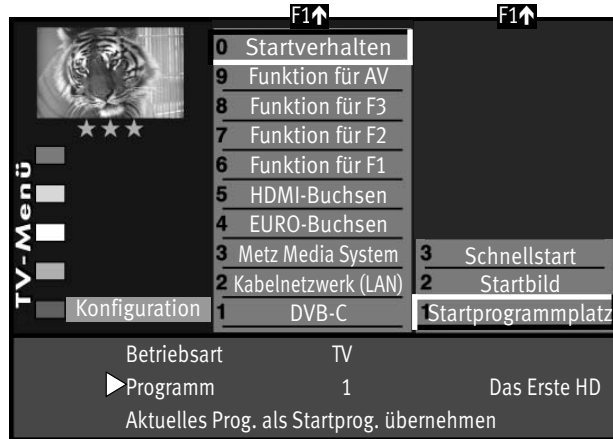 F1↑ F1↑
0 Startverhalten
9 Funktion für AV
8 Funktion für F3
7 Funktion für F2
6 Funktion für F1
5 HDMI-Buchsen
4 EURO-Buchsen
3 Metz Media System
2 Kabelnetzwerk (LAN)
1 DVB-C
3 Schnellstart
2 Startbild
1 Startprogrammplatz
TV-Menü
Konfiguration
Betriebsart TV
Programm 1 Das Erste HD
Aktuelles Prog. als Startprog. übernehmen